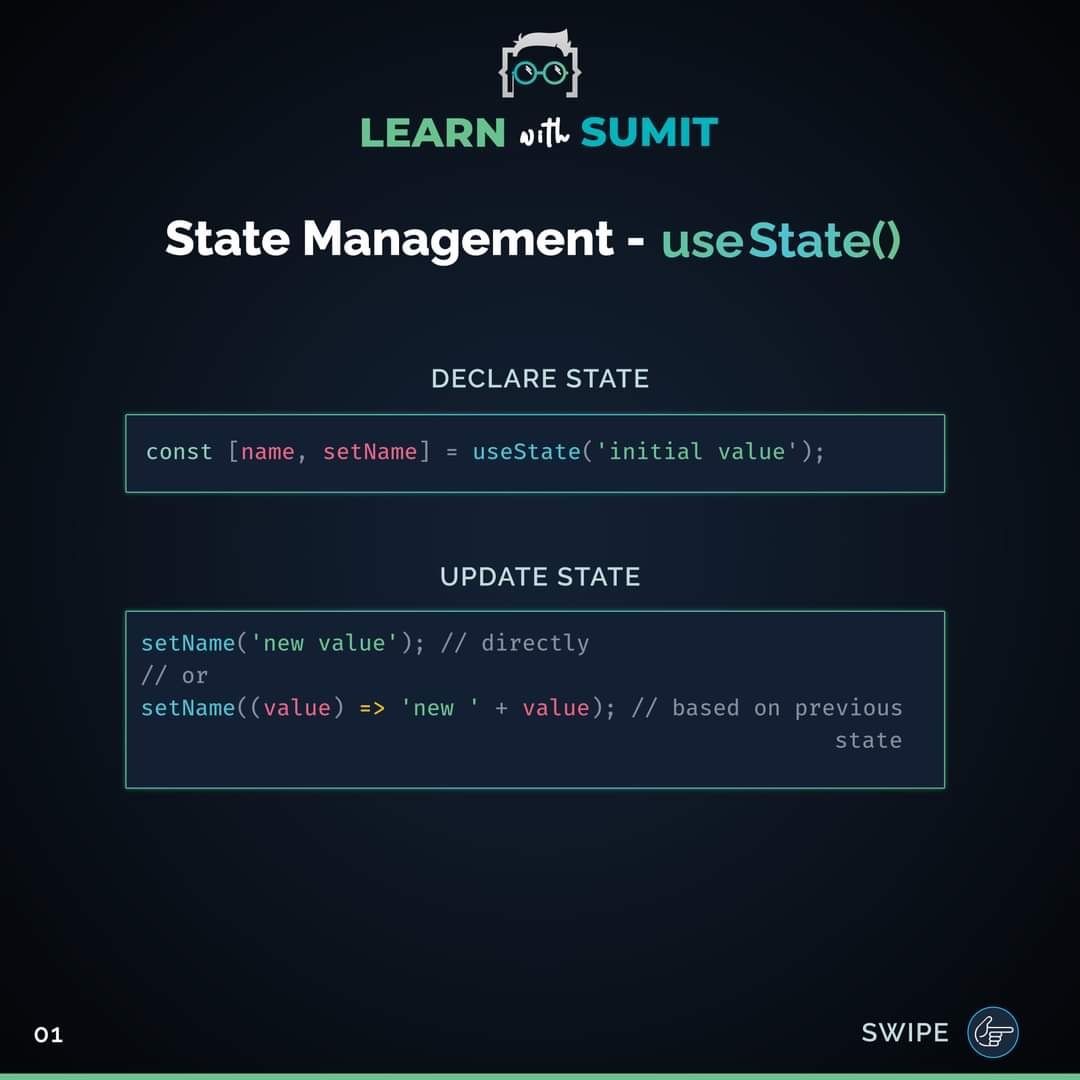 LEARN with SUMIT
State Management - useState()
DECLARE STATE
const [name, setName] = useState('initial value');
UPDATE STATE
setName('new value'); // directly
// or
setName((value) => 'new ' + value); // based on previous
state
01
SWIPE